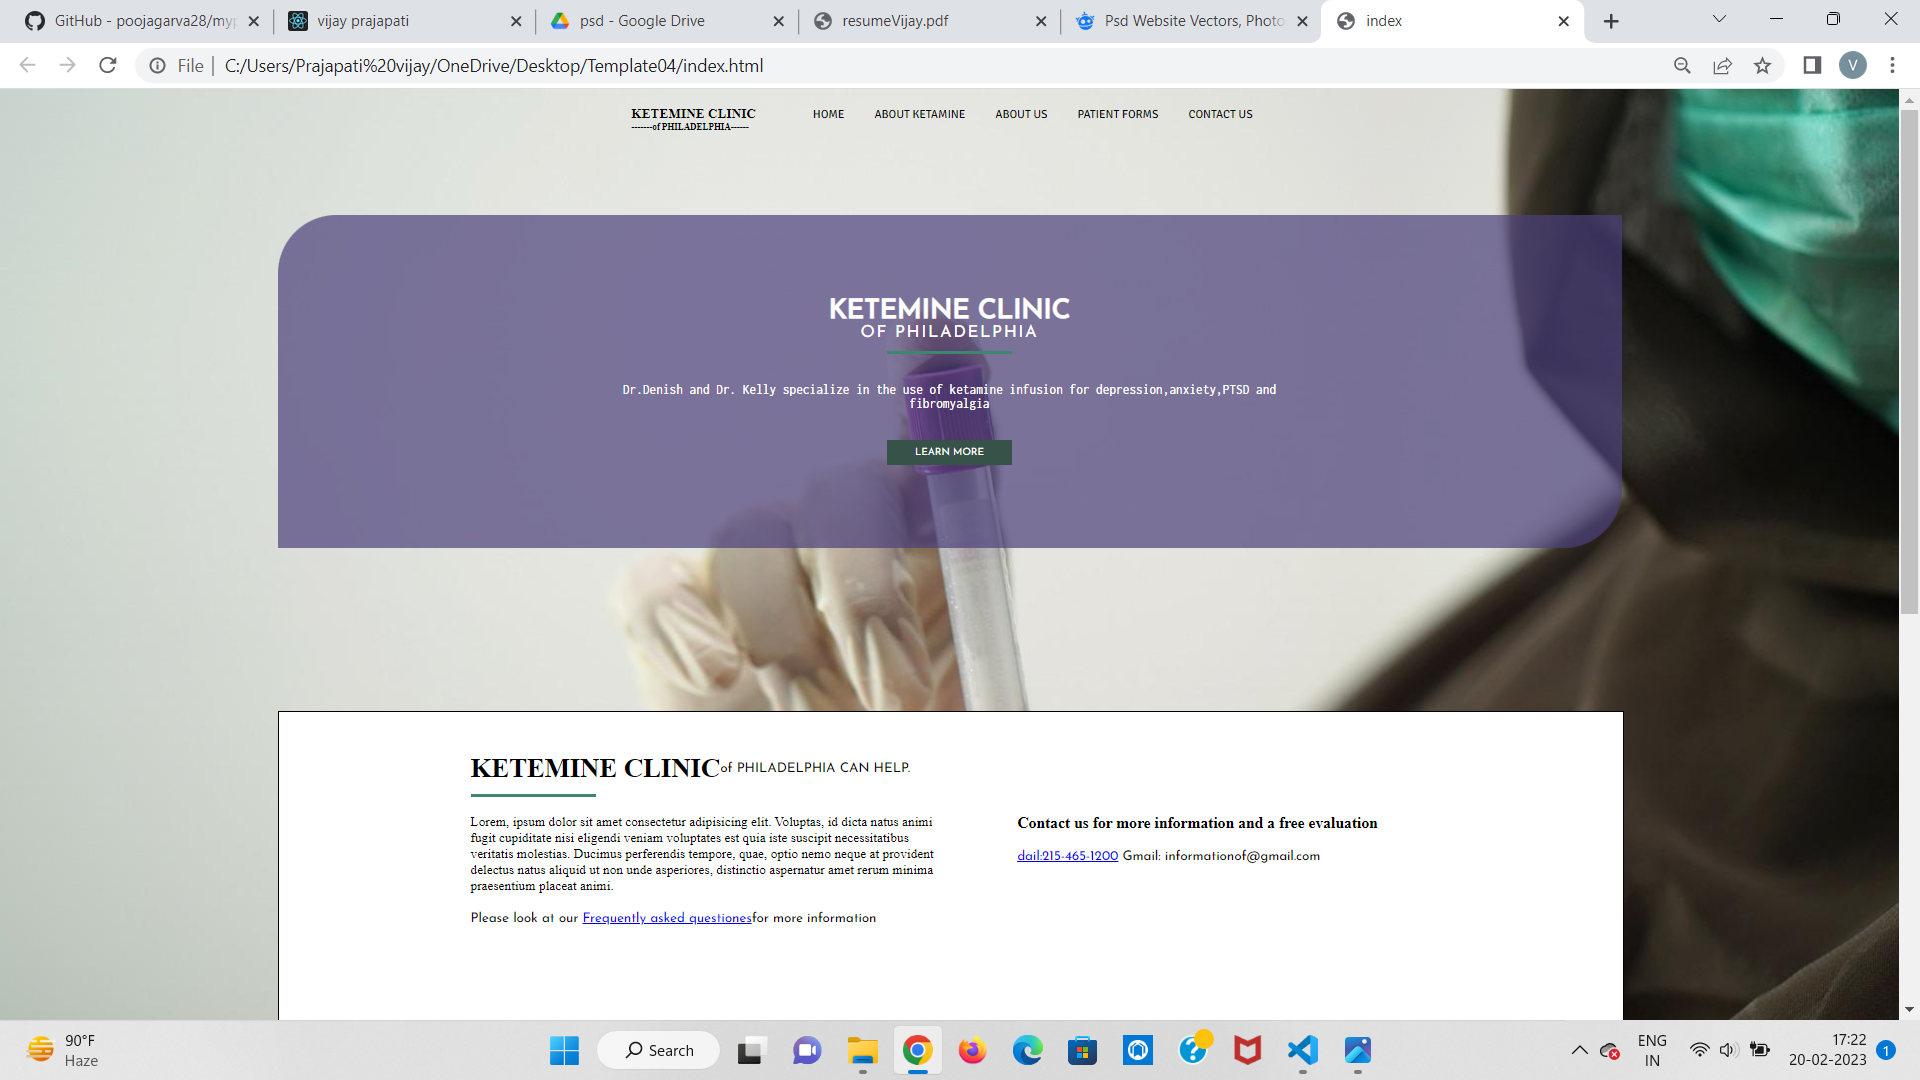 GitHub - poojagarva28/myp
vijay prajapati
psd - Google Drive
resumeVijay.pdf
Psd Website Vectors, Photo
index
File
C:/Users/Prajapati%20vijay/OneDrive/Desktop/Template04/index.html
V
KETEMINE CLINIC
-------of PHILADELPHIA------
HOME ABOUT KETAMINE ABOUT US PATIENT FORMS CONTACT US
KETEMINE CLINIC
OF PHILADELPHIA
Dr.Denish and Dr. Kelly specialize in the use of ketamine infusion for depression,anxiety,PTSD and
fibromyalgia
LEARN MORE
KETEMINE CLINICof PHILADELPHIA CAN HELP.
Lorem, ipsum dolor sit amet consectetur adipisicing elit. Voluptas, id dicta natus animi
fugit cupiditate nisi eligendi veniam voluptates est quia iste suscipit necessitatibus
veritatis molestias. Ducimus perferendis tempore, quae, optio nemo neque at provident
delectus natus aliquid ut non unde asperiores, distinctio aspernatur amet rerum minima
praesentium placeat animi.
Please look at our Frequently asked questionesfor more information
Contact us for more information and a free evaluation
dail:215-465-1200 Gmail: informationof@gmail.com
90°F
Haze
Search
ENG
IN
17:22
20-02-2023
1